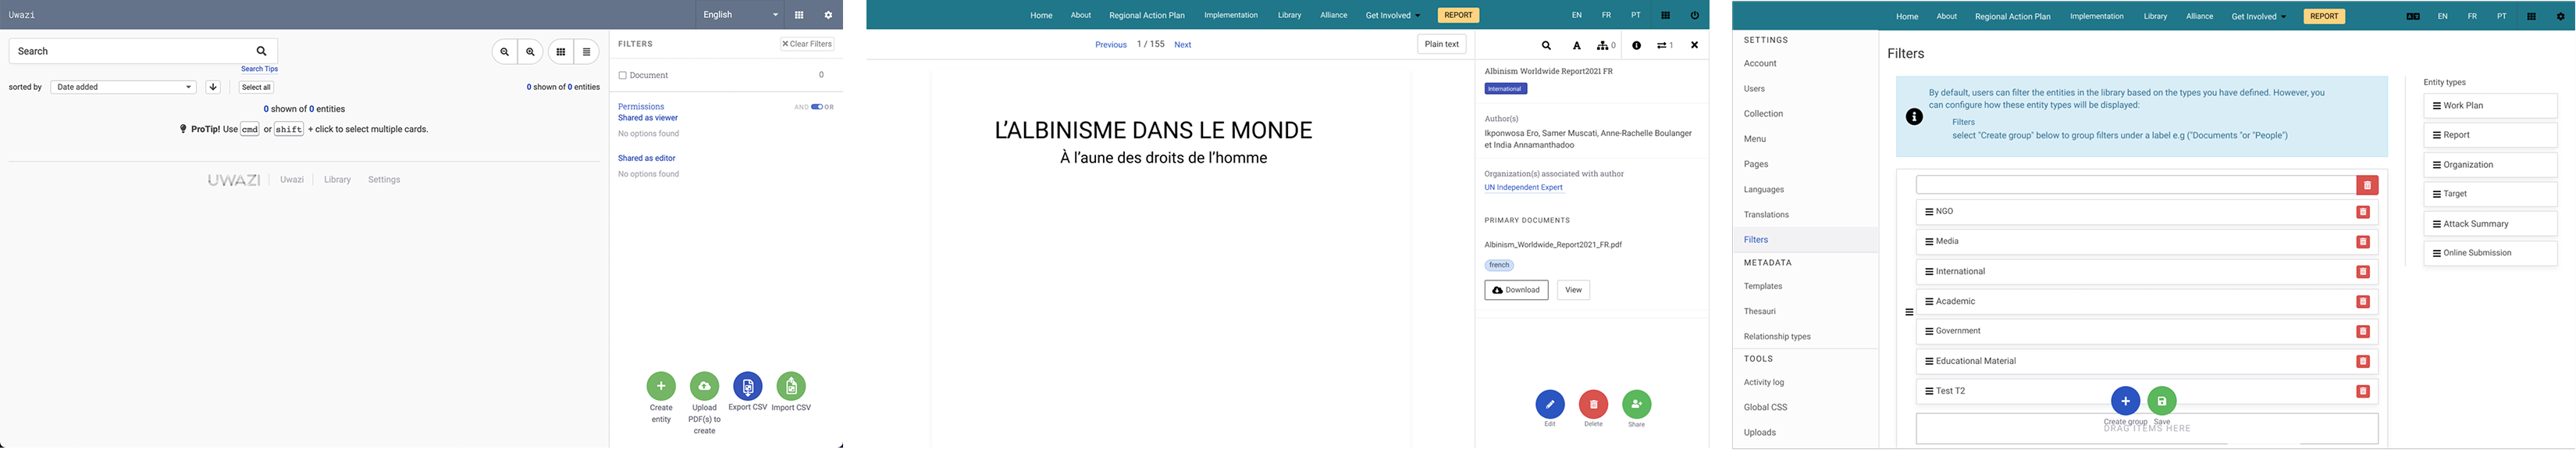 Uwazi
English
Search
Search Tips
sorted by
Date added
Select all
0 shown of 0 entities
0 shown of 0 entities
ProTip! Use cmd or shift + click to select multiple cards.
UWAZI
Uwazi
Library
Settings
FILTERS
Clear Filters
Document
0
Permissions
AND
OR
Shared as viewer
No options found
Shared as editor
No options found
Create entity
Upload PDF(s) to create
Export CSV
Import CSV
Home
About
Regional Action Plan
Implementation
Library
Alliance
Get Involved
REPORT
EN
FR
PT
Previous
1 / 155
Next
Plain text
0
1
L'ALBINISME DANS LE MONDE
À l'aune des droits de l'homme
Albinism Worldwide Report2021 FR
International
Author(s)
Ikponwosa Ero, Samer Muscati, Anne-Rachelle Boulanger
et India Annamanthadoo
Organization(s) associated with author
UN Independent Expert
PRIMARY DOCUMENTS
Albinism_Worldwide_Report2021_FR.pdf
french
Download
View
Edit
Delete
Share
Home
About
Regional Action Plan
Implementation
Library
Alliance
Get Involved
REPORT
EN
FR
PT
SETTINGS
Account
Users
Collection
Menu
Pages
Languages
Translations
Filters
METADATA
Templates
Thesauri
Relationship types
TOOLS
Activity log
Global CSS
Uploads
Filters
By default, users can filter the entities in the library based on the types you have defined. However, you
can configure how these entity types will be displayed:
Filters
select "Create group" below to group filters under a label e.g ("Documents "or "People")
NGO
Media
International
Academic
Government
Educational Material
Test T2
Create group
Save
DRAG ITEMS HERE
Entity types
Work Plan
Report
Organization
Target
Attack Summary
Online Submission